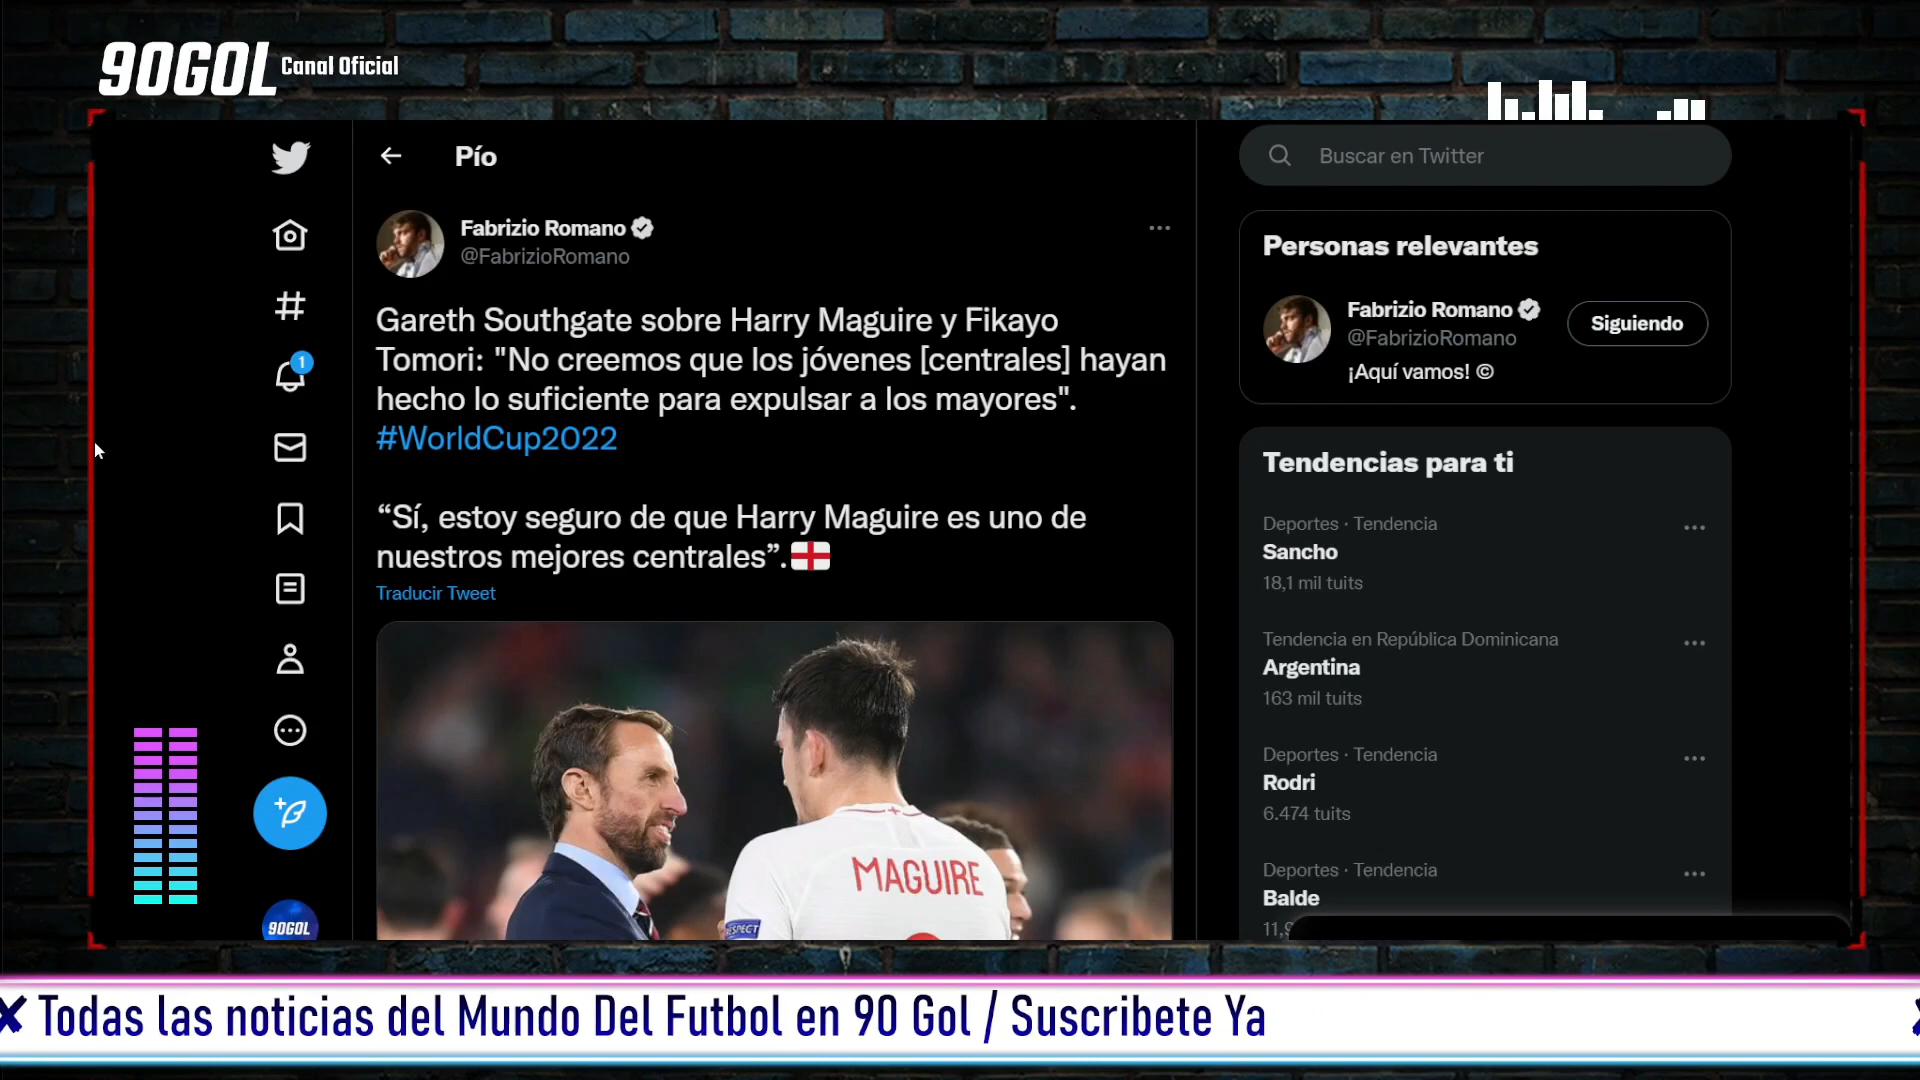 90GOL Canal Oficial
Pío
Fabrizio Romano
@FabrizioRomano
Gareth Southgate sobre Harry Maguire y Fikayo
Tomori: "No creemos que los jóvenes [centrales] hayan
hecho lo suficiente para expulsar a los mayores".
#WorldCup2022
“Sí, estoy seguro de que Harry Maguire es uno de
nuestros mejores centrales”.
Traducir Tweet
MAGUIRE
RESPECT
1
90GOL
Buscar en Twitter
Personas relevantes
Fabrizio Romano
@FabrizioRomano
Siguiendo
¡Aquí vamos! ©
Tendencias para ti
Deportes · Tendencia
Sancho
18,1 mil tuits
Tendencia en República Dominicana
Argentina
163 mil tuits
Deportes · Tendencia
Rodri
6.474 tuits
Deportes · Tendencia
Balde
Todas las noticias del Mundo Del Futbol en 90 Gol / Suscribete Ya